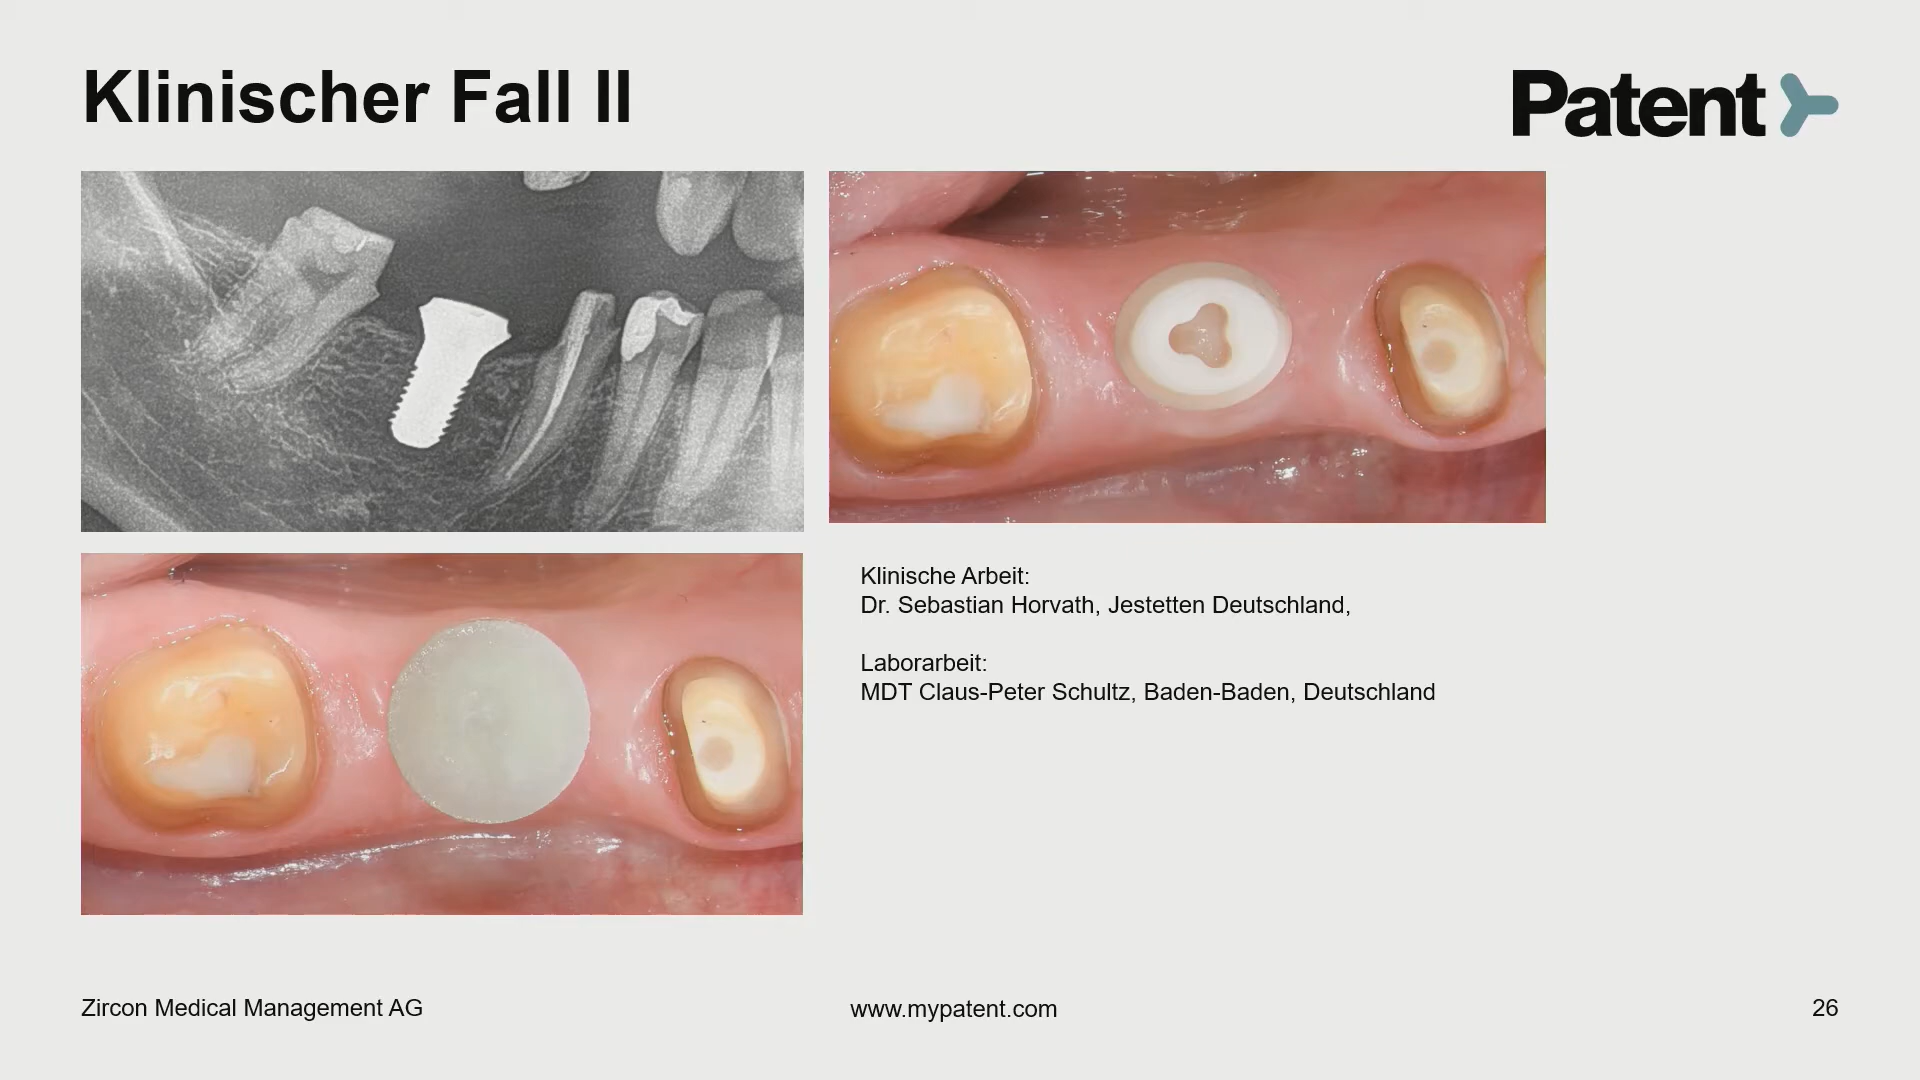 Klinischer Fall II
Patent
Klinische Arbeit:
Dr. Sebastian Horvath, Jestetten Deutschland,
Laborarbeit:
MDT Claus-Peter Schultz, Baden-Baden, Deutschland
Zircon Medical Management AG
www.mypatent.com
26